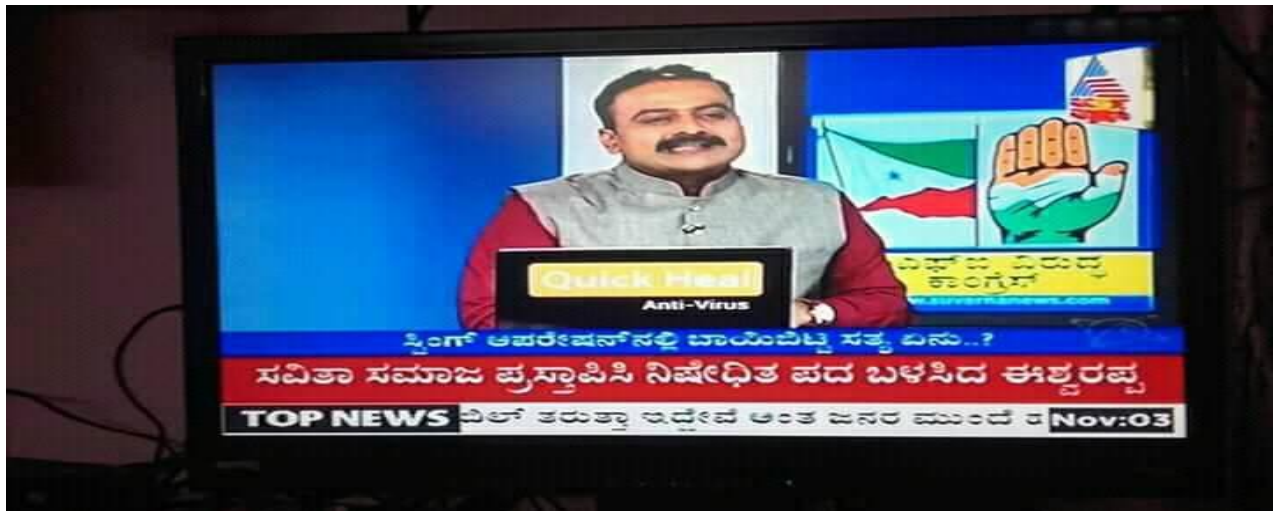 Quick Heal
Anti-Virus
ಎಫ್ಐ ವಿರುದ್ಧ
ಕಾಂಗ್ರೆಸ್
www.suvarnanews.com
ಸ್ಟಿಂಗ್ ಆಪರೇಷನ್‌ನಲ್ಲಿ ಬಾಯಿಬಿಟ್ಟ ಸತ್ಯ ಏನು..?
ಸವಿತಾ ಸಮಾಜ ಪ್ರಸ್ತಾಪಿಸಿ ನಿಷೇಧಿತ ಪದ ಬಳಸಿದ ಈಶ್ವರಪ್ಪ
TOP NEWS ಬಿಲ್ ತರುತ್ತಾ ಇದ್ದೇವೆ ಅಂತ ಜನರ ಮುಂದೆ Nov:03